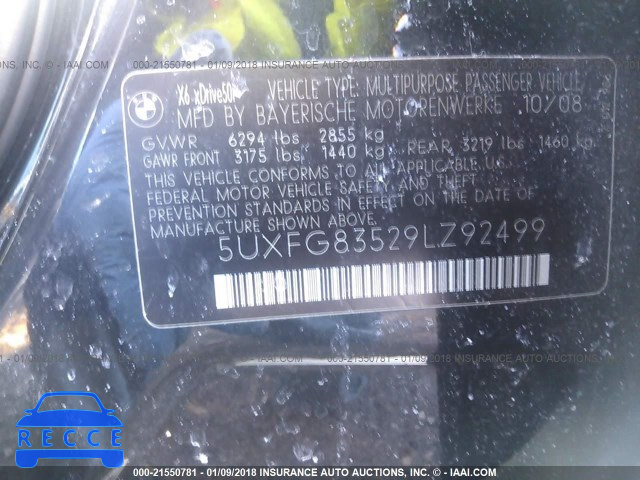 000-21550781 - 01/09/2018 INSURANCE AUTO AUCTIONS, INC. - © IAAI.COM
BMW
X6 xDrive50i VEHICLE TYPE: MULTIPURPOSE PASSENGER VEHICLE
MFD BY BAYERISCHE MOTORENWERKE 10/08
GVWR 6294 lbs 2855 kg
GAWR FRONT 3175 lbs 1440 kg REAR 3219 lbs 1460 kg
THIS VEHICLE CONFORMS TO ALL APPLICABLE U.S.A.
FEDERAL MOTOR VEHICLE SAFETY, AND THEFT
PREVENTION STANDARDS IN EFFECT ON THE DATE OF
MANUFACTURE SHOWN ABOVE.
5UXFG83529LZ92499
000-21550781 - 01/09/2018 INSURANCE AUTO AUCTIONS, INC. - © IAAI.COM
RECCE
000-21550781 - 01/09/2018 INSURANCE AUTO AUCTIONS, INC. - © IAAI.COM